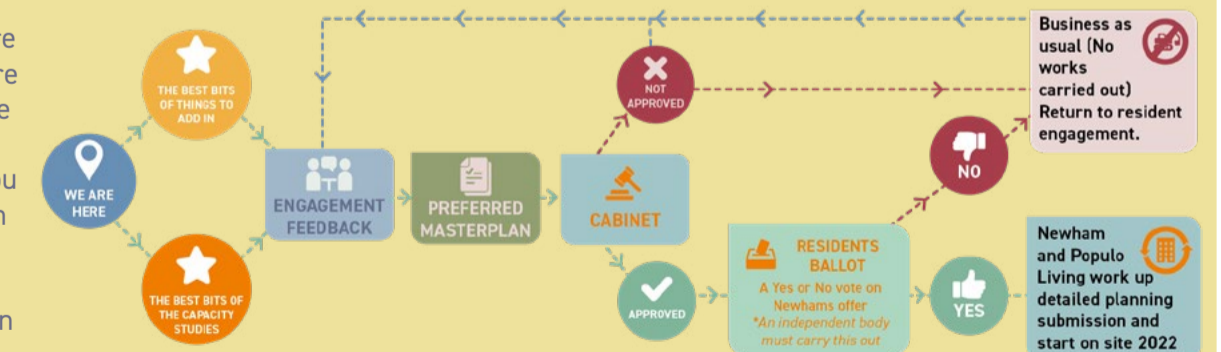 re
re
e
ou
n
n
WE ARE
HERE
THE BEST BITS
OF THINGS TO
ADD IN
THE BEST BITS OF
THE CAPACITY
STUDIES
ENGAGEMENT
FEEDBACK
PREFERRED
MASTERPLAN
CABINET
NOT
APPROVED
APPROVED
RESIDENTS
BALLOT
A Yes or No vote on
Newhams offer
*An independent body
must carry this out
NO
YES
Business as
usual (No
works
carried out)
Return to resident
engagement.
Newham
and Populo
Living work up
detailed planning
submission and
start on site 2022